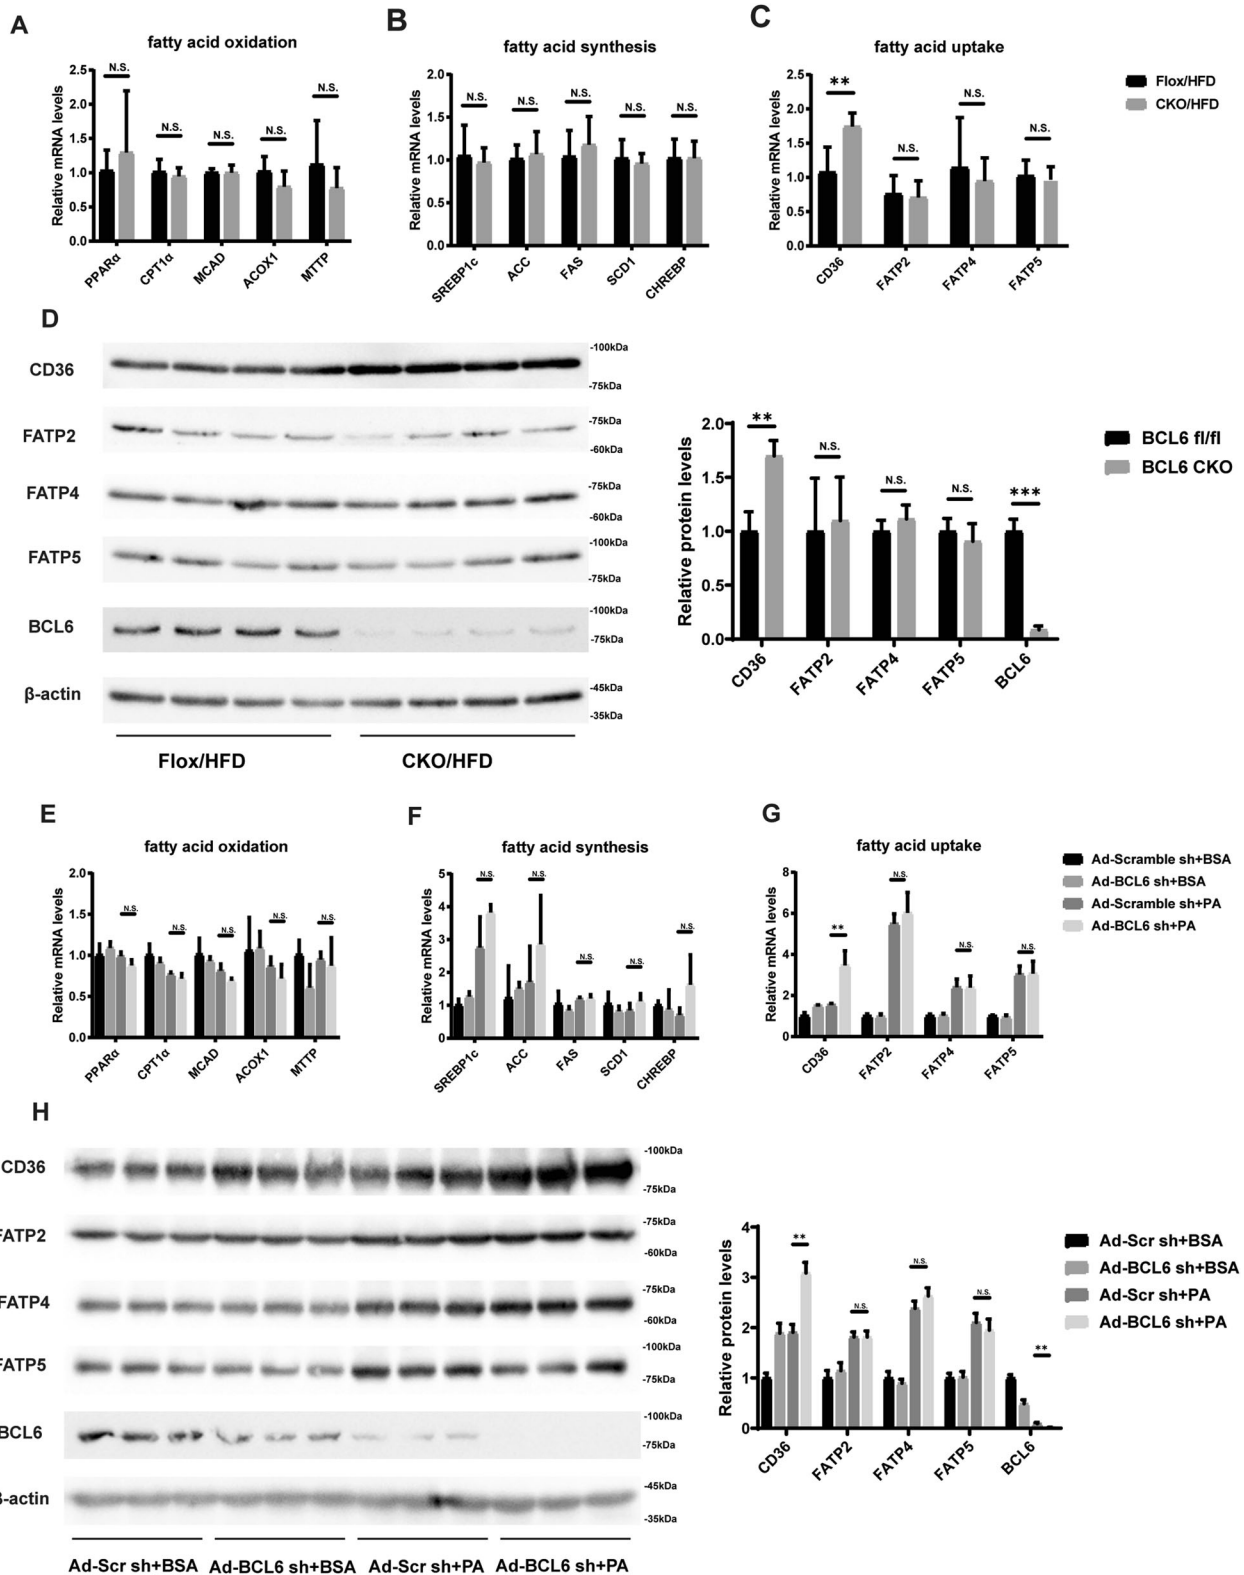 A
fatty acid oxidation
Relative mRNA levels
2.5
2.0
1.5
1.0
0.5
0.0
N.S.
N.S.
N.S.
N.S.
N.S.
PPARα
CPT1α
MCAD
ACOX1
MTTP
B
fatty acid synthesis
Relative mRNA levels
2.0
1.5
1.0
0.5
0.0
N.S.
N.S.
N.S.
N.S.
N.S.
SREBP1c
ACC
FAS
SCD1
CHREBP
C
fatty acid uptake
Relative mRNA levels
2.5
2.0
1.5
1.0
0.5
0.0
**
N.S.
N.S.
N.S.
CD36
FATP2
FATP4
FATP5
Flox/HFD
CKO/HFD
D
CD36
-100kDa
-75kDa
FATP2
-75kDa
-60kDa
FATP4
-75kDa
-60kDa
FATP5
-100kDa
-75kDa
BCL6
-100kDa
-75kDa
β-actin
-45kDa
-35kDa
Flox/HFD
CKO/HFD
Relative protein levels
2.0
1.5
1.0
0.5
0.0
**
N.S.
N.S.
N.S.
***
CD36
FATP2
FATP4
FATP5
BCL6
BCL6 fl/fl
BCL6 CKO
E
fatty acid oxidation
Relative mRNA levels
2.0
1.5
1.0
0.5
0.0
N.S.
N.S.
N.S.
N.S.
N.S.
PPARα
CPT1α
MCAD
ACOX1
MTTP
F
fatty acid synthesis
Relative mRNA levels
5
4
3
2
1
0
N.S.
N.S.
N.S.
N.S.
N.S.
SREBP1c
ACC
FAS
SCD1
CHREBP
G
fatty acid uptake
Relative mRNA levels
8
6
4
2
0
**
N.S.
N.S.
N.S.
CD36
FATP2
FATP4
FATP5
Ad-Scramble sh+BSA
Ad-BCL6 sh+BSA
Ad-Scramble sh+PA
Ad-BCL6 sh+PA
H
CD36
-100kDa
-75kDa
FATP2
-75kDa
-60kDa
FATP4
-75kDa
-60kDa
FATP5
-100kDa
-75kDa
BCL6
-100kDa
-75kDa
β-actin
-45kDa
-35kDa
Ad-Scr sh+BSA
Ad-BCL6 sh+BSA
Ad-Scr sh+PA
Ad-BCL6 sh+PA
Relative protein levels
4
3
2
1
0
**
N.S.
N.S.
N.S.
**
CD36
FATP2
FATP4
FATP5
BCL6
Ad-Scr sh+BSA
Ad-BCL6 sh+BSA
Ad-Scr sh+PA
Ad-BCL6 sh+PA